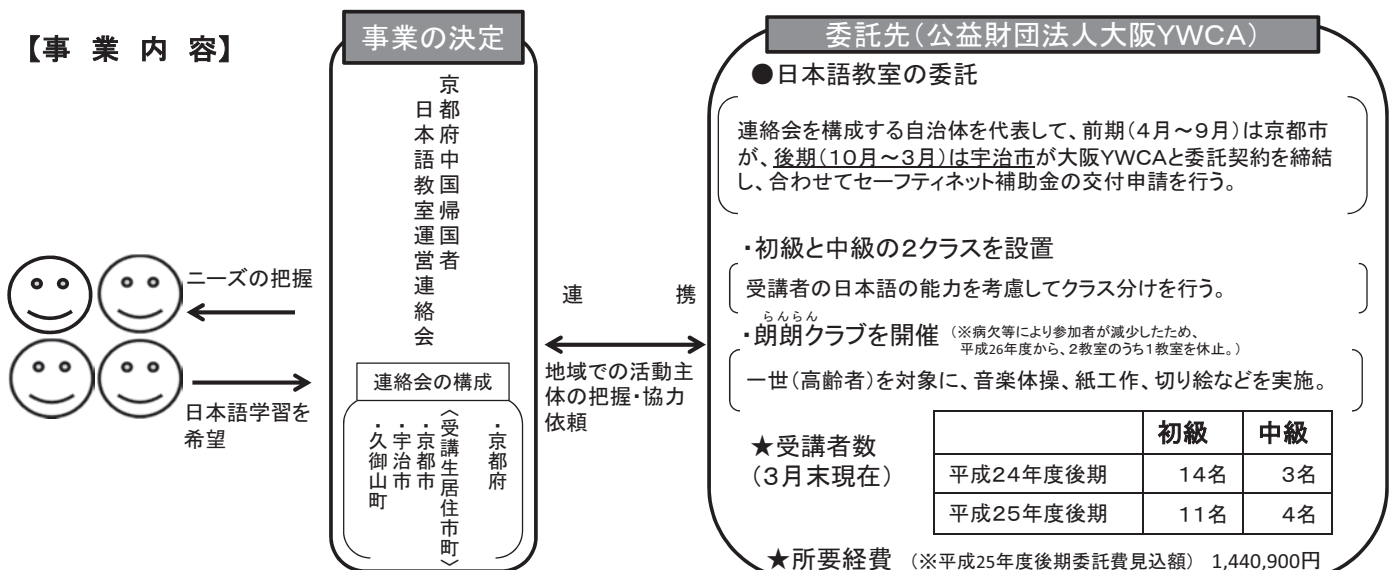 【事 業 内 容】
ニーズの把握
日本語学習を
希望
事業の決定
京都府中国帰国者
日本語教室運営連絡会
連絡会の構成
・京都府
〈受講生居住市町〉
・京都市
・宇治市
・久御山町
連 携
地域での活動主
体の把握・協力
依頼
委託先(公益財団法人大阪YWCA)
●日本語教室の委託
連絡会を構成する自治体を代表して、前期(4月~9月)は京都市
が、後期(10月~3月)は宇治市が大阪YWCAと委託契約を締結
し、合わせてセーフティネット補助金の交付申請を行う。
・初級と中級の2クラスを設置
受講者の日本語の能力を考慮してクラス分けを行う。
らんらん
・朗朗クラブを開催 (※病欠等により参加者が減少したため、
平成26年度から、2教室のうち1教室を休止。)
一世(高齢者)を対象に、音楽体操、紙工作、切り絵などを実施。
★受講者数
(3月末現在)
初級 中級
平成24年度後期 14名 3名
平成25年度後期 11名 4名
★所要経費 (※平成25年度後期委託費見込額) 1,440,900円